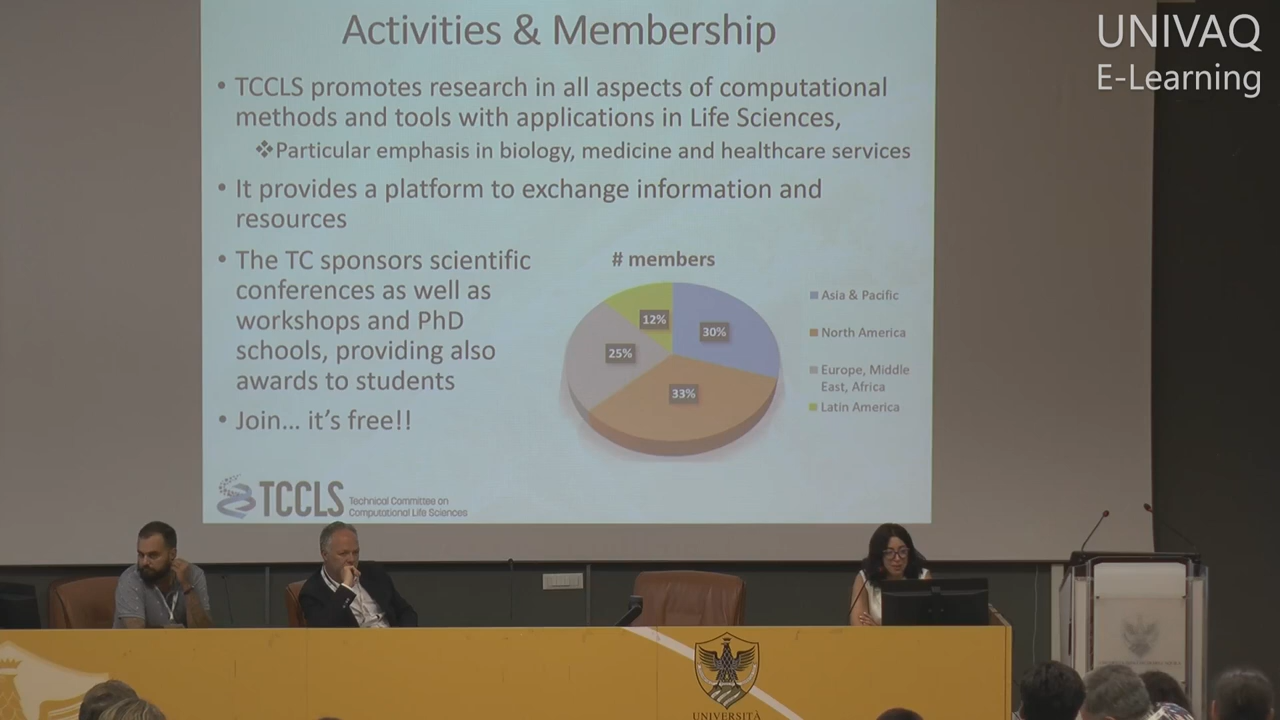 Activities & Membership
UNIVAQ
E-Learning
• TCCLS promotes research in all aspects of computational
methods and tools with applications in Life Sciences,
❖Particular emphasis in biology, medicine and healthcare services
• It provides a platform to exchange information and
resources
• The TC sponsors scientific
conferences as well as
workshops and PhD
schools, providing also
awards to students
• Join... it's free!!
# members
12%
30%
25%
33%
Asia & Pacific
North America
Europe, Middle
East, Africa
Latin America
TCCLS
Technical Committee on
Computational Life Sciences
UNIVERSITÀ